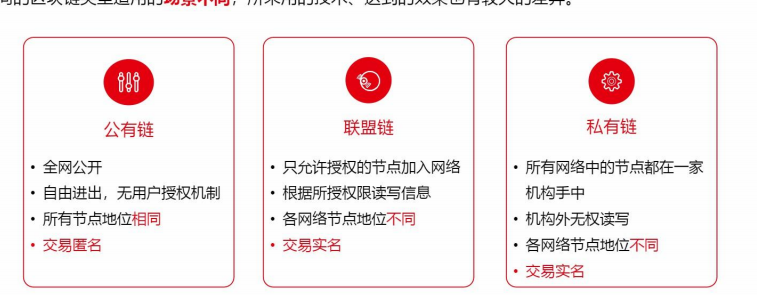 同的区块链类型适用的场景不同，所采用的技术、达到的效果也有较大的差异。
公有链
• 全网公开
• 自由进出，无用户授权机制
• 所有节点地位相同
• 交易匿名
联盟链
• 只允许授权的节点加入网络
• 根据所授权限读写信息
• 各网络节点地位不同
• 交易实名
私有链
• 所有网络中的节点都在一家
机构手中
• 机构外无权读写
• 各网络节点地位不同
• 交易实名